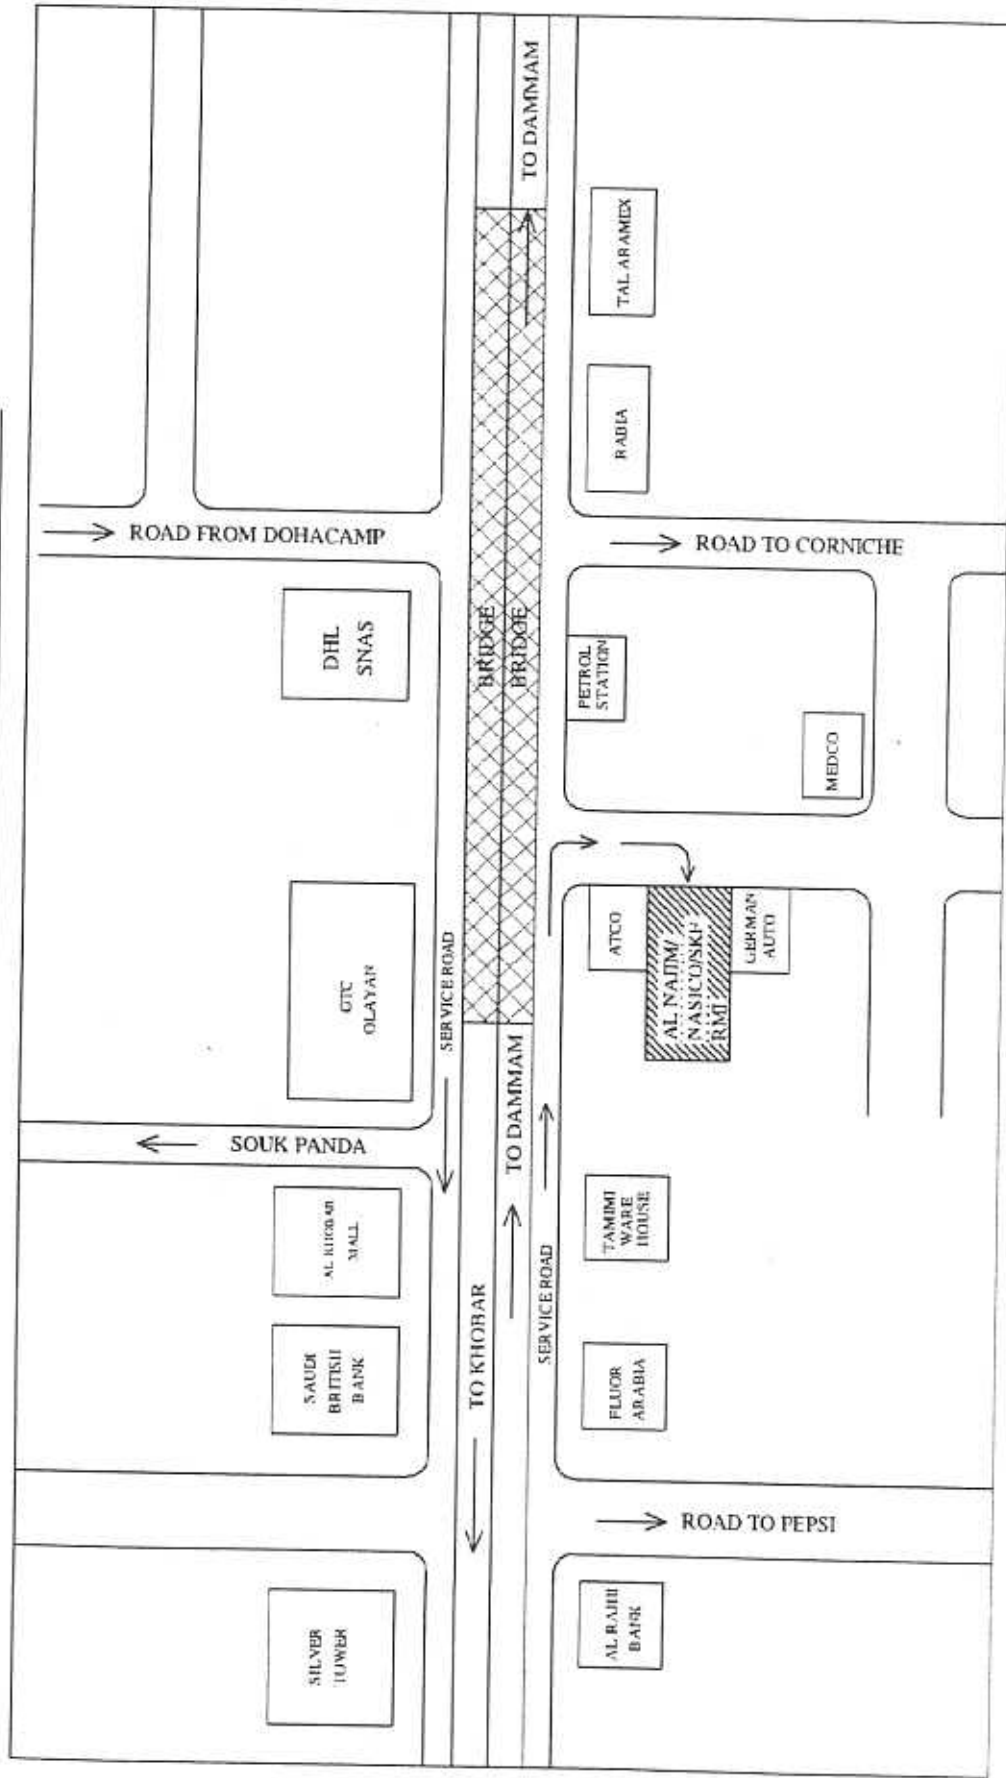 TO DAMMAM
TAL ARAMEX
RABIA
ROAD FROM DOHACAMP
ROAD TO CORNICHE
DHL
SNAS
BRIDGE
BRIDGE
PETROL
STATION
MEDCO
GTC
OLAYAN
SERVICE ROAD
ATCO
AL NAJIM/
NASICO/SKF
RMI
GERMAN
AUTO
SOUK PANDA
TO DAMMAM
AL KHOBAR
MALL
TAMIMI
WARE
HOUSE
SAUDI
BRITISH
BANK
TO KHOBAR
SERVICE ROAD
FLUOR
ARABIA
ROAD TO PEPSI
SILVER
TOWER
AL RAJHI
BANK